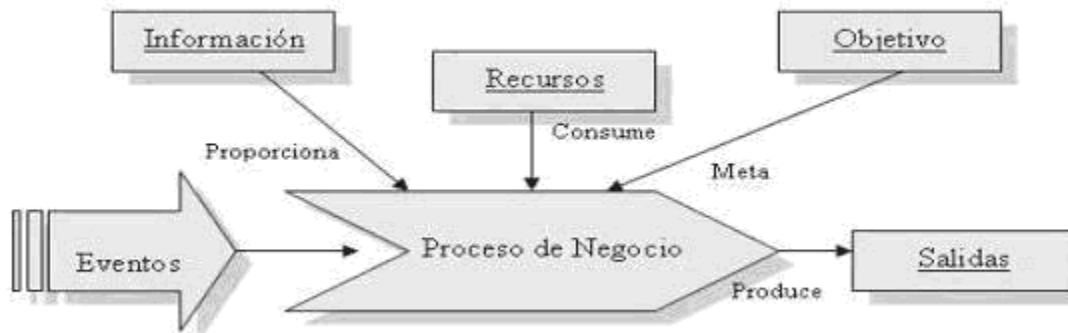 Información
Objetivo
Recursos
Consume
Proporciona
Meta
Eventos
Proceso de Negocio
Salidas
Produce